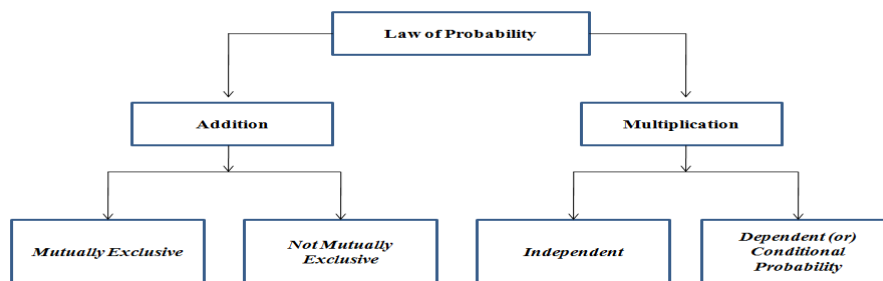 Law of Probability
Addition
Multiplication
Mutually Exclusive
Not Mutually
Exclusive
Independent
Dependent (or)
Conditional
Probability